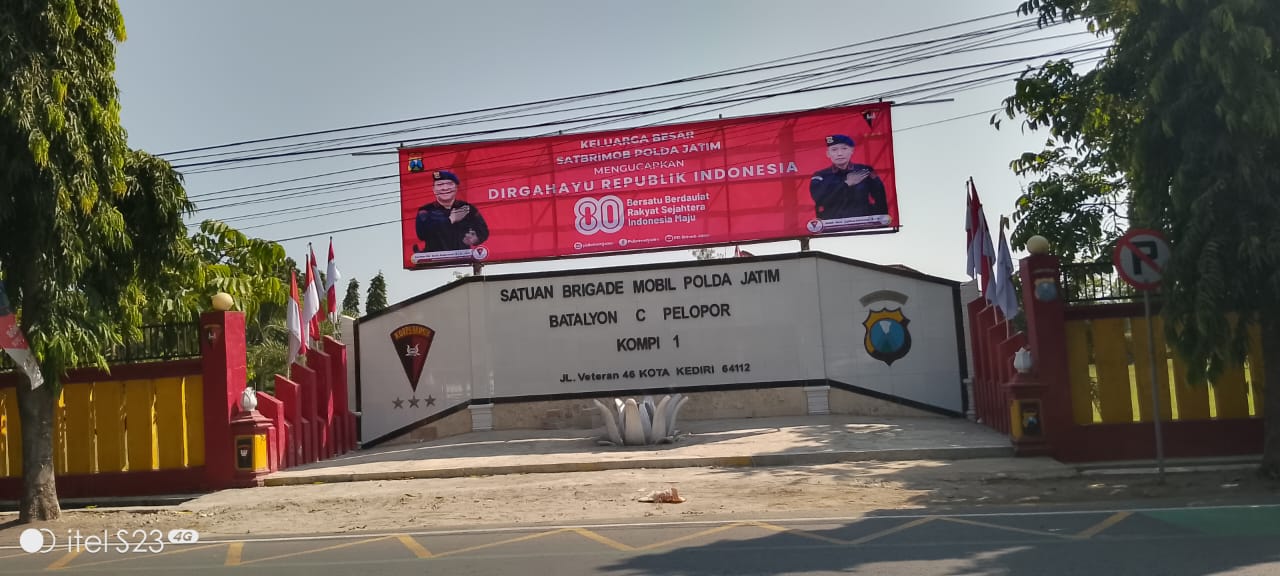 KELUARGA BESAR
SATBRIMOB POLDA JATIM
MENGUCAPKAN
DIRGAHAYU REPUBLIK INDONESIA
80
Bersatu Berdaulat
Rakyat Sejahtera
Indonesia Maju
SATUAN BRIGADE MOBIL POLDA JATIM
BATALYON C PELOPOR
KOMPI 1
JL. Veteran 46 KOTA KEDIRI 64112
P
itel S23 4G